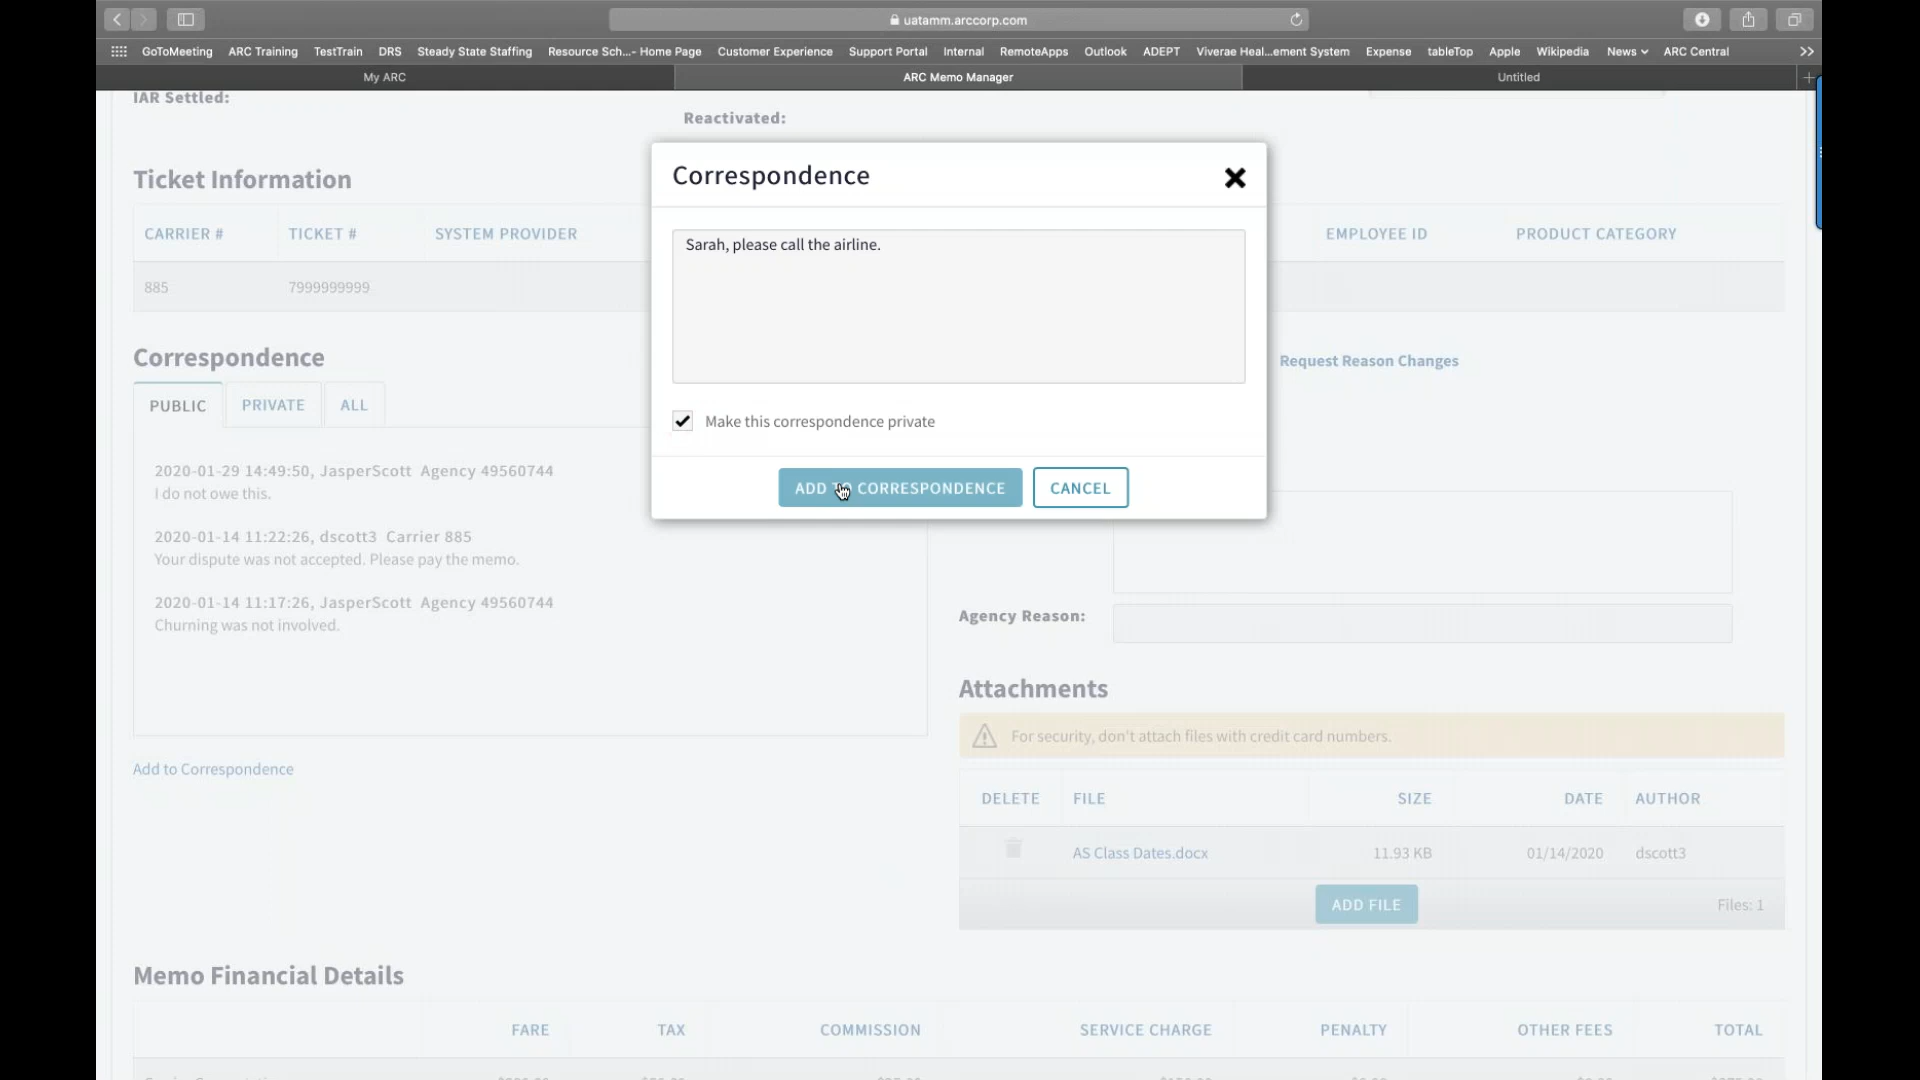 uatamm.arccorp.com
GoToMeeting ARC Training TestTrain DRS Steady State Staffing Resource Sch...- Home Page Customer Experience Support Portal Internal RemoteApps Outlook ADEPT Viverae Heal...ement System Expense tableTop Apple Wikipedia News ARC Central >>
My ARC ARC Memo Manager Untitled +
IAR Settled:
Reactivated:
Correspondence
Sarah, please call the airline.
Make this correspondence private
ADD TO CORRESPONDENCE CANCEL
Ticket Information
CARRIER # TICKET # SYSTEM PROVIDER EMPLOYEE ID PRODUCT CATEGORY
885 7999999999
Correspondence
Request Reason Changes
PUBLIC PRIVATE ALL
2020-01-29 14:49:50, JasperScott Agency 49560744
I do not owe this.
2020-01-14 11:22:26, dscott3 Carrier 885
Your dispute was not accepted. Please pay the memo.
2020-01-14 11:17:26, JasperScott Agency 49560744
Churning was not involved.
Add to Correspondence
Agency Reason:
Attachments
For security, don't attach files with credit card numbers.
DELETE FILE SIZE DATE AUTHOR
AS Class Dates.docx 11.93 KB 01/14/2020 dscott3
ADD FILE Files: 1
Memo Financial Details
FARE TAX COMMISSION SERVICE CHARGE PENALTY OTHER FEES TOTAL